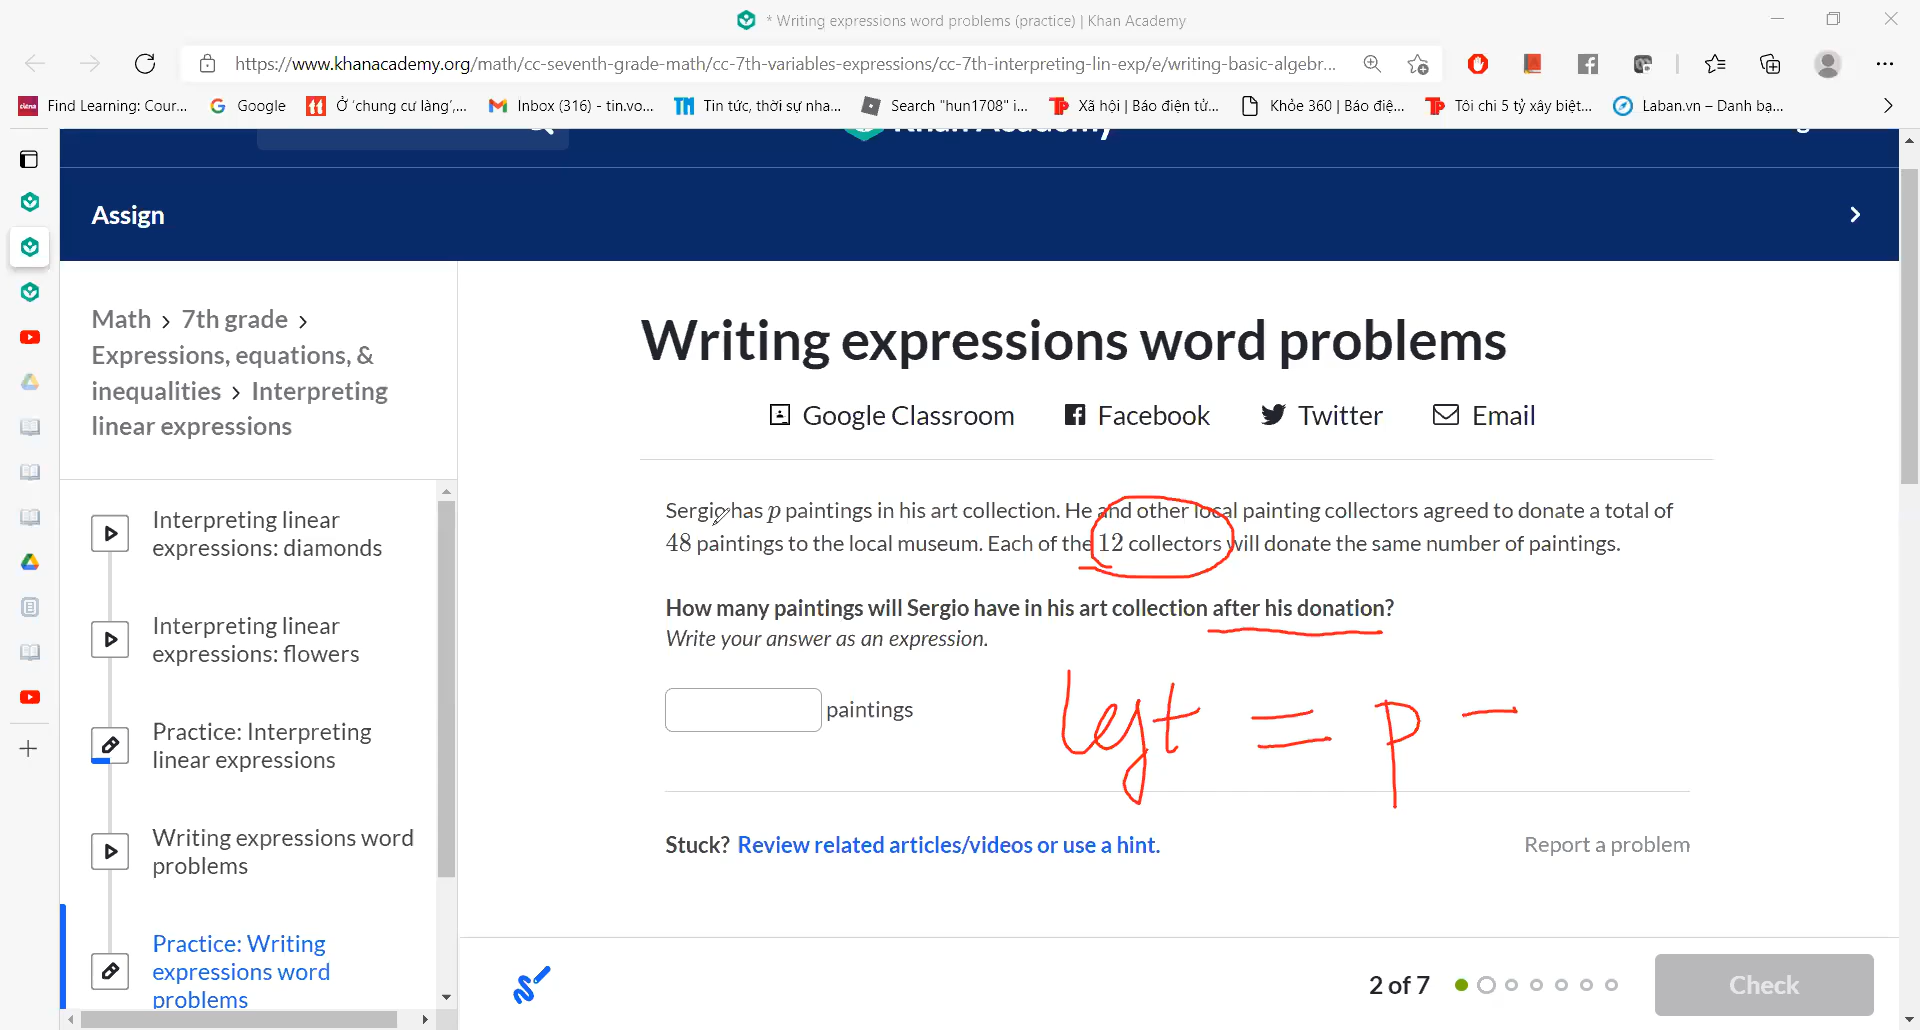 * Writing expressions word problems (practice) | Khan Academy
https://www.khanacademy.org/math/cc-seventh-grade-math/cc-7th-variables-expressions/cc-7th-interpreting-lin-exp/e/writing-basic-algebr...
Find Learning: Cour...
Google
Ở 'chung cư làng',...
Inbox (316) - tin.vo...
Tin tức, thời sự nha...
Search "hun1708" i...
Xã hội | Báo điện tử...
Khỏe 360 | Báo điệ...
Tôi chi 5 tỷ xây biệt...
Laban.vn – Danh bạ...
Khan Academy
Assign
Math › 7th grade ›
Expressions, equations, &
inequalities › Interpreting
linear expressions
Interpreting linear
expressions: diamonds
Interpreting linear
expressions: flowers
Practice: Interpreting
linear expressions
Writing expressions word
problems
Practice: Writing
expressions word
problems
Writing expressions word problems
Google Classroom
Facebook
Twitter
Email
Sergio has p paintings in his art collection. He and other local painting collectors agreed to donate a total of
48 paintings to the local museum. Each of the 12 collectors will donate the same number of paintings.
How many paintings will Sergio have in his art collection after his donation?
Write your answer as an expression.
paintings
left = p –
Stuck? Review related articles/videos or use a hint.
Report a problem
2 of 7
Check